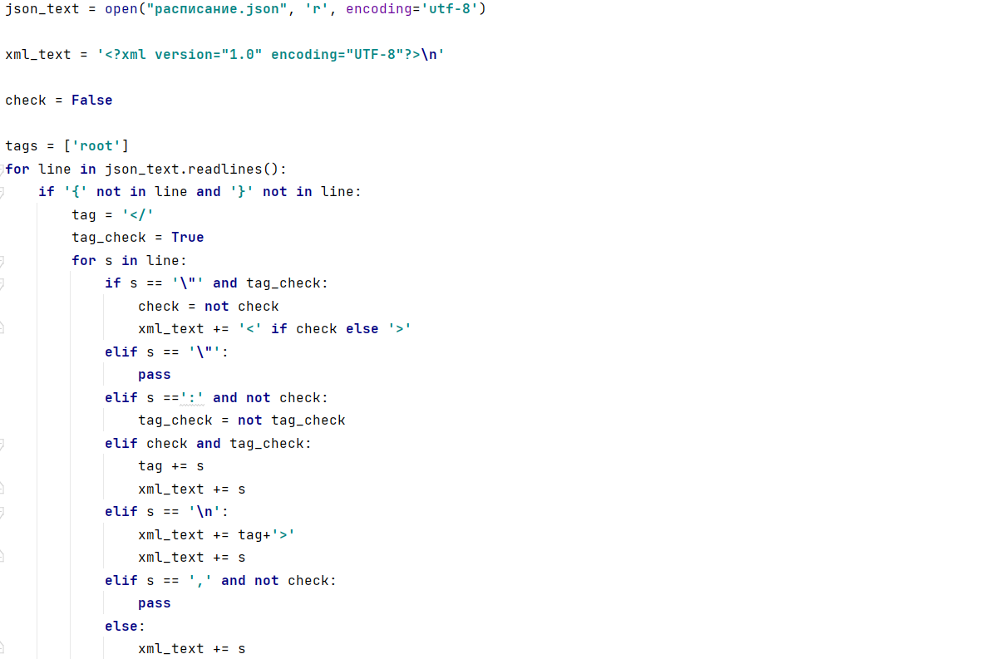 json_text = open("расписание.json", 'r', encoding='utf-8')
xml_text = '<?xml version="1.0" encoding="UTF-8"?>\n'
check = False
tags = ['root']
for line in json_text.readlines():
    if '{' not in line and '}' not in line:
        tag = '</'
        tag_check = True
        for s in line:
            if s == '\"' and tag_check:
                check = not check
                xml_text += '<' if check else '>'
            elif s == '\"':
                pass
            elif s ==':' and not check:
                tag_check = not tag_check
            elif check and tag_check:
                tag += s
                xml_text += s
            elif s == '\n':
                xml_text += tag+'>'
                xml_text += s
            elif s == ',' and not check:
                pass
            else:
                xml_text += s